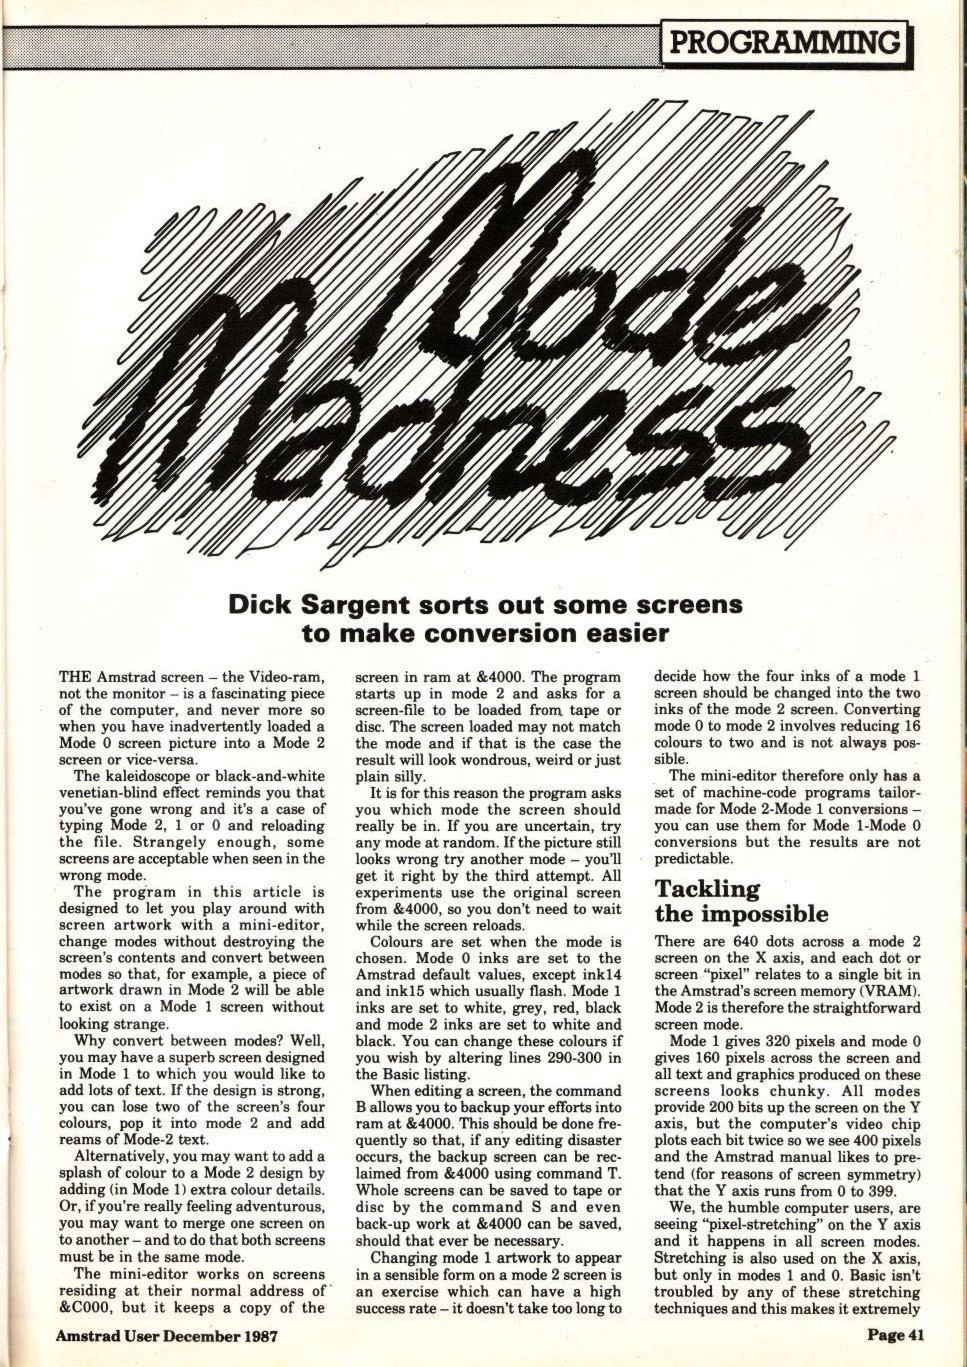 PROGRAMMING
Mode
Madness
Dick Sargent sorts out some screens
to make conversion easier
THE Amstrad screen – the Video-ram,
not the monitor – is a fascinating piece
of the computer, and never more so
when you have inadvertently loaded a
Mode 0 screen picture into a Mode 2
screen or vice-versa.
The kaleidoscope or black-and-white
venetian-blind effect reminds you that
you've gone wrong and it's a case of
typing Mode 2, 1 or 0 and reloading
the file. Strangely enough, some
screens are acceptable when seen in the
wrong mode.
The program in this article is
designed to let you play around with
screen artwork with a mini-editor,
change modes without destroying the
screen's contents and convert between
modes so that, for example, a piece of
artwork drawn in Mode 2 will be able
to exist on a Mode 1 screen without
looking strange.
Why convert between modes? Well,
you may have a superb screen designed
in Mode 1 to which you would like to
add lots of text. If the design is strong,
you can lose two of the screen's four
colours, pop it into mode 2 and add
reams of Mode-2 text.
Alternatively, you may want to add a
splash of colour to a Mode 2 design by
adding (in Mode 1) extra colour details.
Or, if you're really feeling adventurous,
you may want to merge one screen on
to another – and to do that both screens
must be in the same mode.
The mini-editor works on screens
residing at their normal address of
&C000, but it keeps a copy of the
screen in ram at &4000. The program
starts up in mode 2 and asks for a
screen-file to be loaded from tape or
disc. The screen loaded may not match
the mode and if that is the case the
result will look wondrous, weird or just
plain silly.
It is for this reason the program asks
you which mode the screen should
really be in. If you are uncertain, try
any mode at random. If the picture still
looks wrong try another mode – you'll
get it right by the third attempt. All
experiments use the original screen
from &4000, so you don't need to wait
while the screen reloads.
Colours are set when the mode is
chosen. Mode 0 inks are set to the
Amstrad default values, except ink14
and ink15 which usually flash. Mode 1
inks are set to white, grey, red, black
and mode 2 inks are set to white and
black. You can change these colours if
you wish by altering lines 290-300 in
the Basic listing.
When editing a screen, the command
B allows you to backup your efforts into
ram at &4000. This should be done fre-
quently so that, if any editing disaster
occurs, the backup screen can be rec-
laimed from &4000 using command T.
Whole screens can be saved to tape or
disc by the command S and even
back-up work at &4000 can be saved,
should that ever be necessary.
Changing mode 1 artwork to appear
in a sensible form on a mode 2 screen is
an exercise which can have a high
success rate – it doesn't take too long to
decide how the four inks of a mode 1
screen should be changed into the two
inks of the mode 2 screen. Converting
mode 0 to mode 2 involves reducing 16
colours to two and is not always pos-
sible.
The mini-editor therefore only has a
set of machine-code programs tailor-
made for Mode 2-Mode 1 conversions –
you can use them for Mode 1-Mode 0
conversions but the results are not
predictable.
Tackling
the impossible
There are 640 dots across a mode 2
screen on the X axis, and each dot or
screen "pixel" relates to a single bit in
the Amstrad's screen memory (VRAM).
Mode 2 is therefore the straightforward
screen mode.
Mode 1 gives 320 pixels and mode 0
gives 160 pixels across the screen and
all text and graphics produced on these
screens looks chunky. All modes
provide 200 bits up the screen on the Y
axis, but the computer's video chip
plots each bit twice so we see 400 pixels
and the Amstrad manual likes to pre-
tend (for reasons of screen symmetry)
that the Y axis runs from 0 to 399.
We, the humble computer users, are
seeing "pixel-stretching" on the Y axis
and it happens in all screen modes.
Stretching is also used on the X axis,
but only in modes 1 and 0. Basic isn't
troubled by any of these stretching
techniques and this makes it extremely
Amstrad User December 1987
Page 41